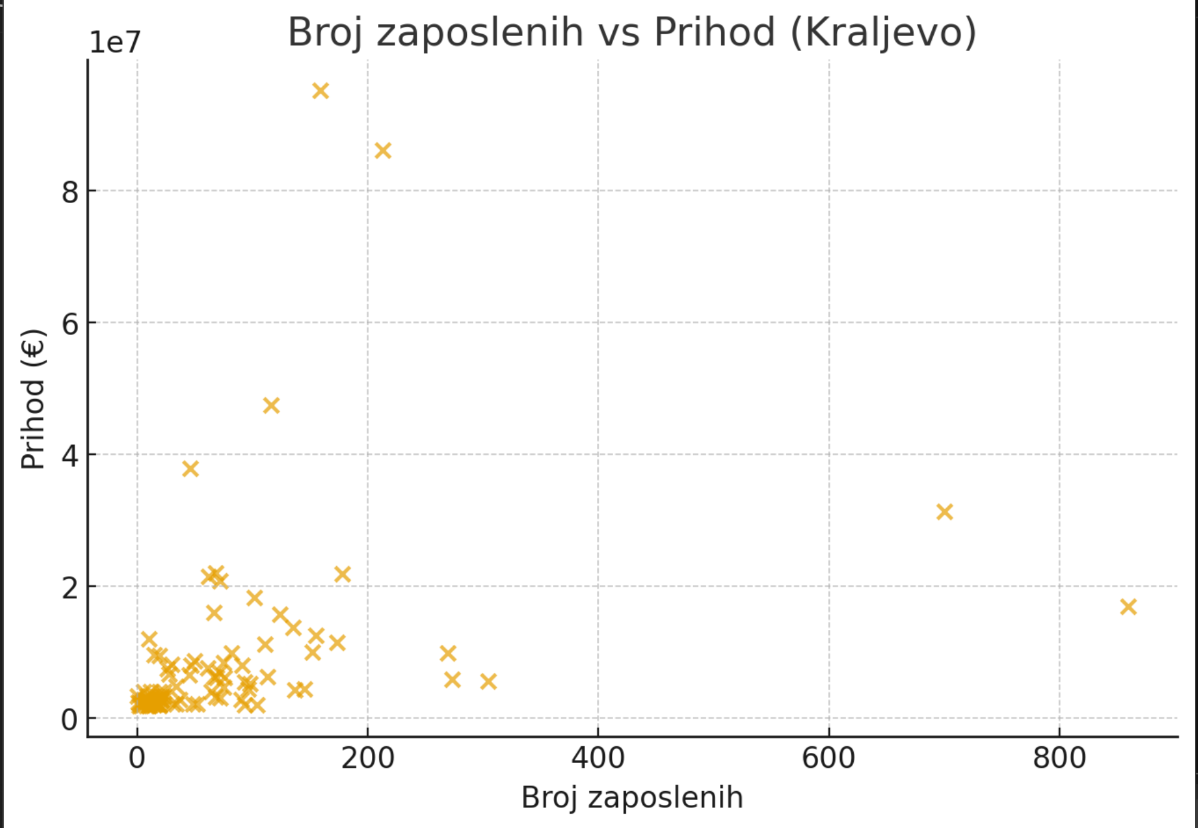 Broj zaposlenih vs Prihod (Kraljevo)
1e7
8
6
4
2
0
Prihod (€)
0 200 400 600 800
Broj zaposlenih